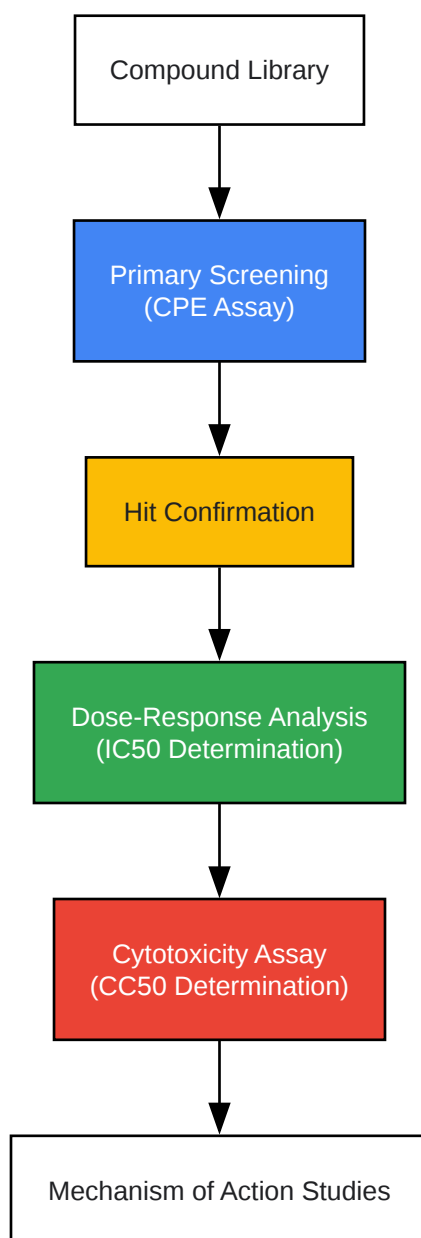 Compound Library
Primary Screening
(CPE Assay)
Hit Confirmation
Dose-Response Analysis
(IC50 Determination)
Cytotoxicity Assay
(CC50 Determination)
Mechanism of Action Studies